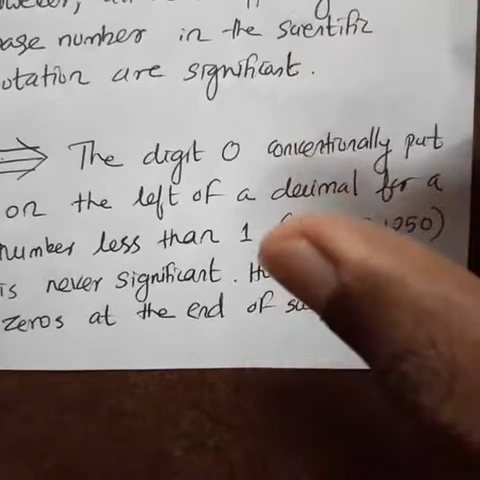 base number in the scientific
notation are significant.
The digit 0 conventionally put
on the left of a decimal for a
number less than 1
is never significant.
zeros at the end of